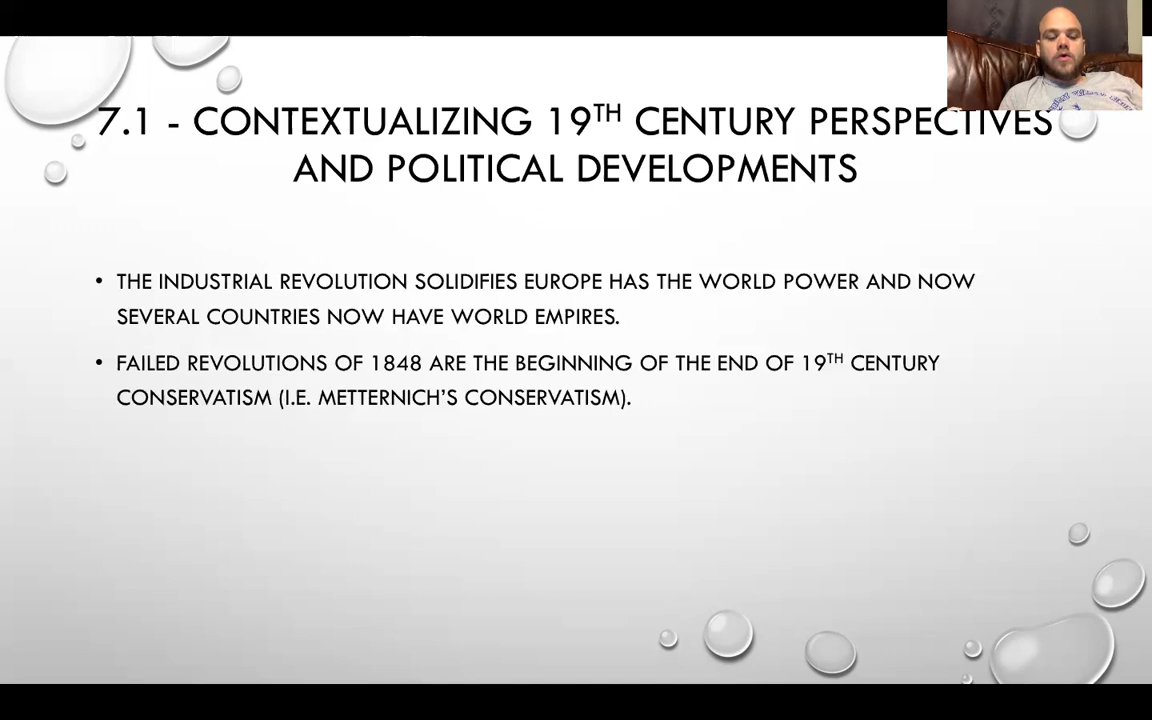 7.1 - CONTEXTUALIZING 19TH CENTURY PERSPECTIVES
AND POLITICAL DEVELOPMENTS
• THE INDUSTRIAL REVOLUTION SOLIDIFIES EUROPE HAS THE WORLD POWER AND NOW
SEVERAL COUNTRIES NOW HAVE WORLD EMPIRES.
• FAILED REVOLUTIONS OF 1848 ARE THE BEGINNING OF THE END OF 19TH CENTURY
CONSERVATISM (I.E. METTERNICH'S CONSERVATISM).